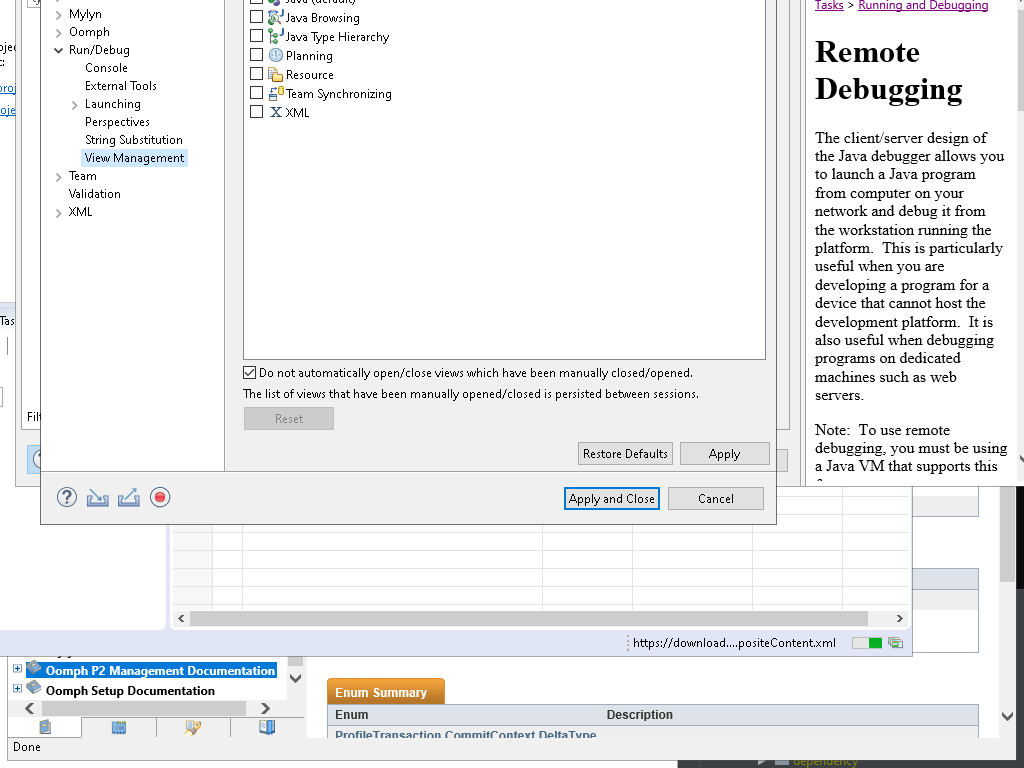 Mylyn
Oomph
Run/Debug
Console
External Tools
Launching
Perspectives
String Substitution
View Management
Team
Validation
XML
Java Browsing
Java Type Hierarchy
Planning
Resource
Team Synchronizing
XML
Do not automatically open/close views which have been manually closed/opened.
The list of views that have been manually opened/closed is persisted between sessions.
Reset
Restore Defaults
Apply
Apply and Close
Cancel
Tasks > Running and Debugging
Remote
Debugging
The client/server design of
the Java debugger allows you
to launch a Java program
from computer on your
network and debug it from
the workstation running the
platform.  This is particularly
useful when you are
developing a program for a
device that cannot host the
development platform.  It is
also useful when debugging
programs on dedicated
machines such as web
servers.
Note:  To use remote
debugging, you must be using
a Java VM that supports this
https://download....positeContent.xml
Oomph P2 Management Documentation
Oomph Setup Documentation
Done
Enum Summary
Enum Description
ProfileTransaction.CommitContext.DeltaType
dependency